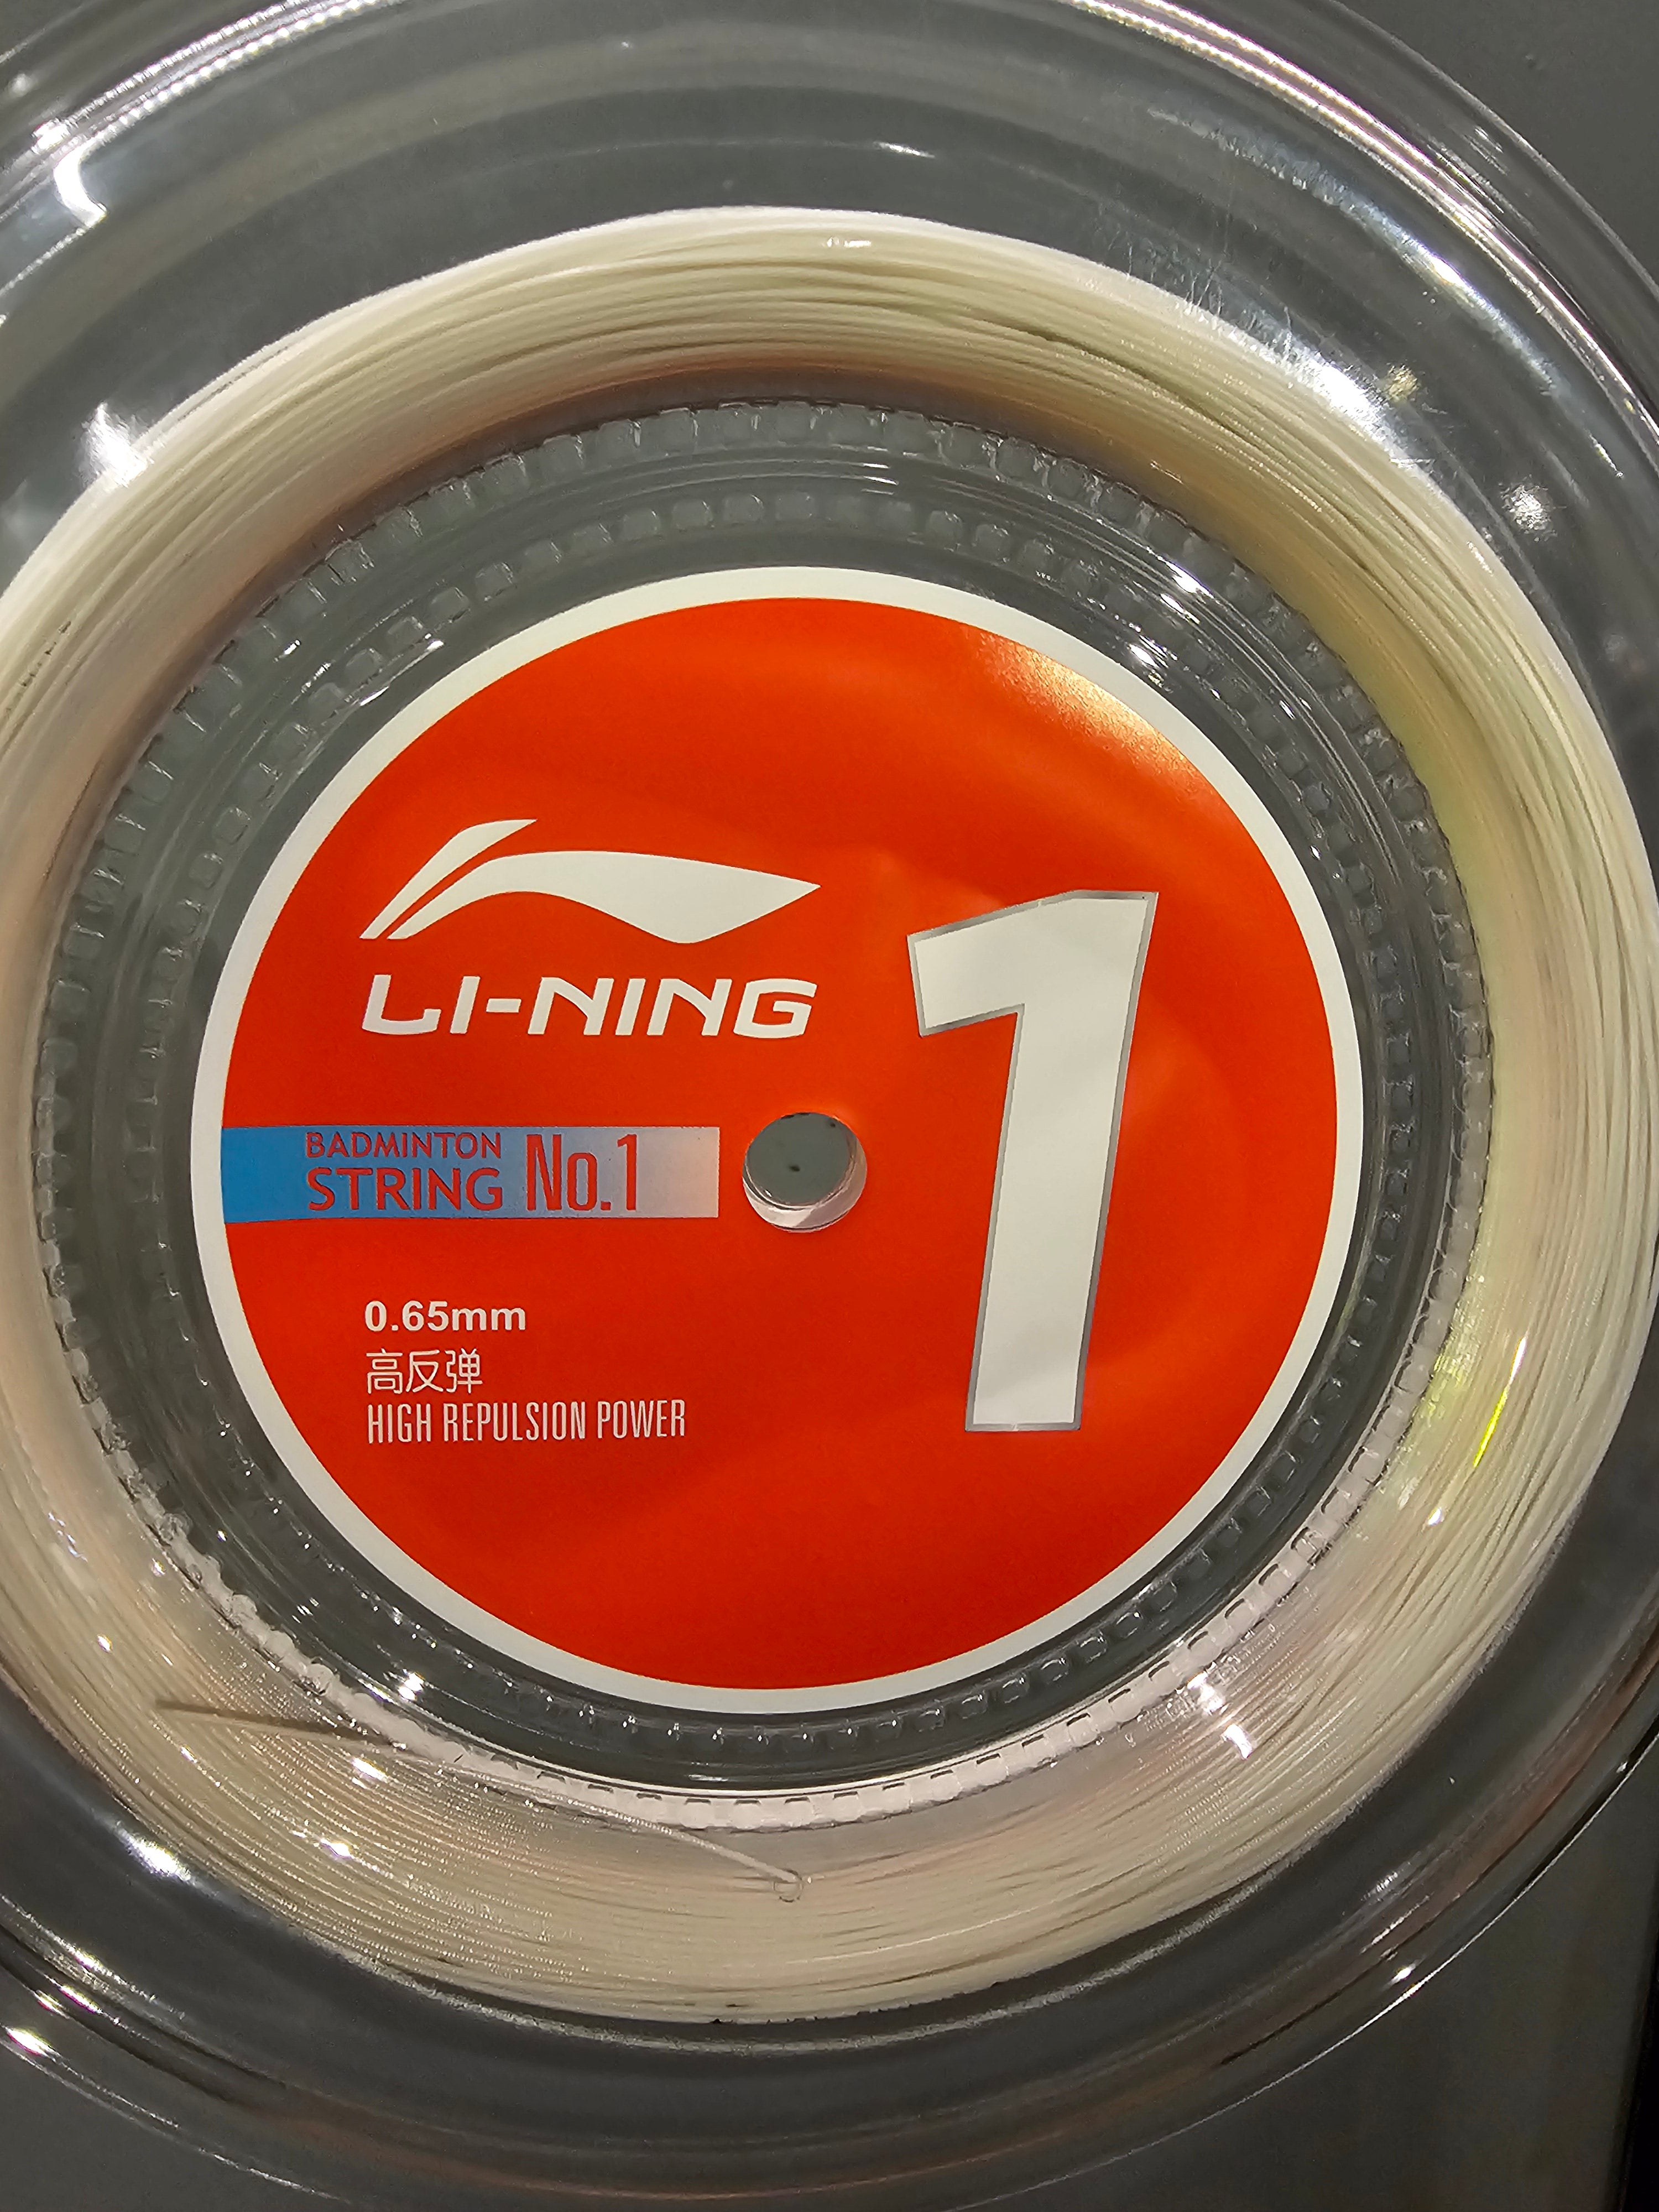 LI-NING
1
BADMINTON
STRING No.1
0.65mm
高反弹
HIGH REPULSION POWER